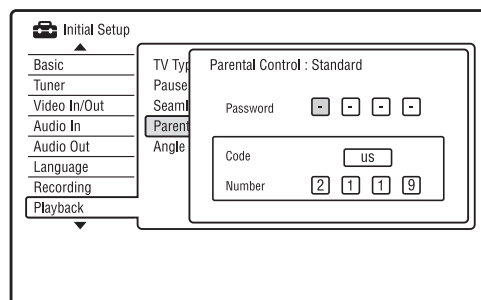 Initial Setup
Basic
Tuner
Video In/Out
Audio In
Audio Out
Language
Recording
Playback
TV Typ
Pause
Seaml
Parent
Angle
Parental Control : Standard
Password - - - -
Code us
Number 2 1 1 9